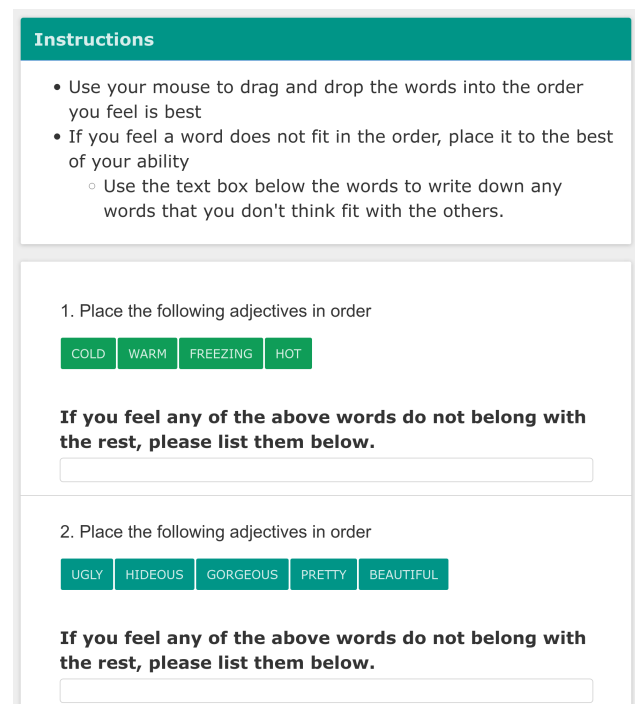 Instructions
• Use your mouse to drag and drop the words into the order
you feel is best
• If you feel a word does not fit in the order, place it to the best
of your ability
◦ Use the text box below the words to write down any
words that you don't think fit with the others.
1. Place the following adjectives in order
COLD WARM FREEZING HOT
If you feel any of the above words do not belong with
the rest, please list them below.
2. Place the following adjectives in order
UGLY HIDEOUS GORGEOUS PRETTY BEAUTIFUL
If you feel any of the above words do not belong with
the rest, please list them below.